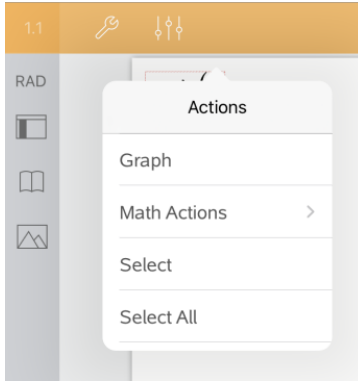 1.1
RAD
Actions
Graph
Math Actions
Select
Select All